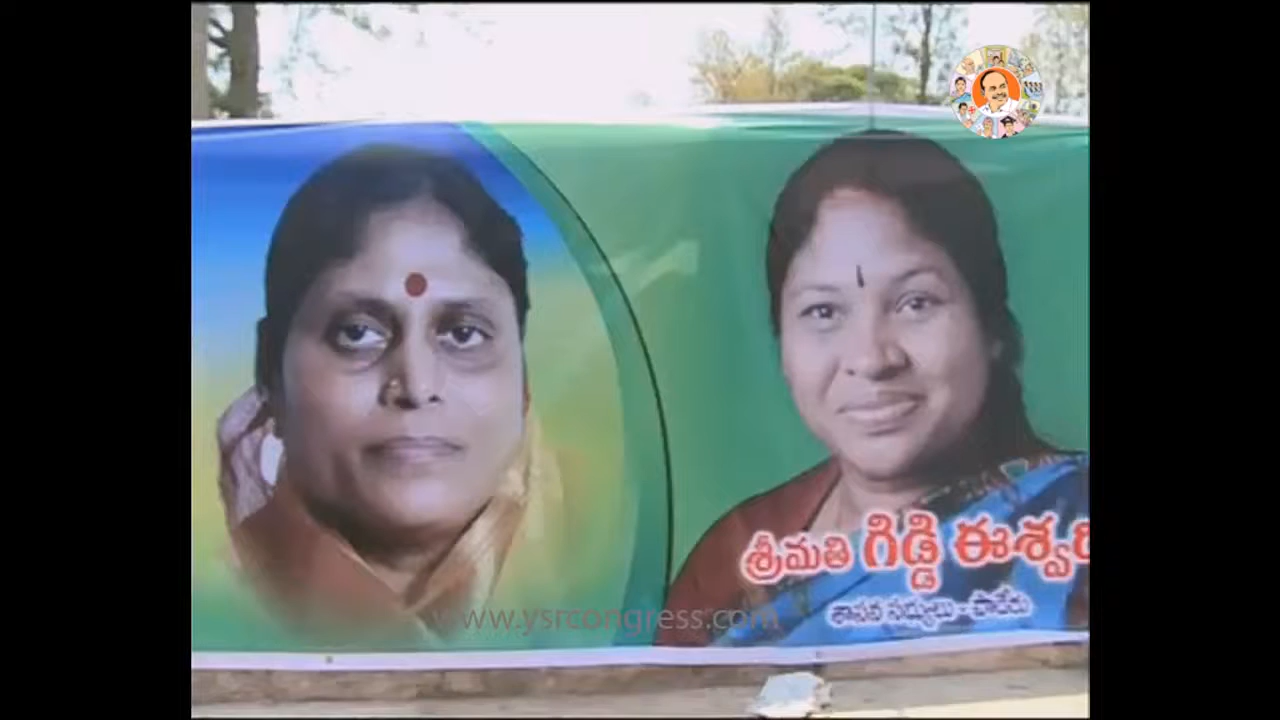 శ్రీమతి గిడ్డి ఈశ్వరి
శాసన సభ్యులు - పాడేరు
www.ysrcongress.com